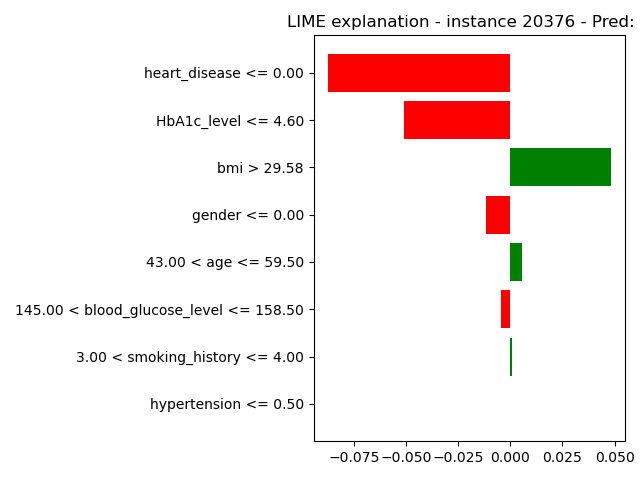 LIME explanation - instance 20376 - Pred:
heart_disease <= 0.00
HbA1c_level <= 4.60
bmi > 29.58
gender <= 0.00
43.00 < age <= 59.50
145.00 < blood_glucose_level <= 158.50
3.00 < smoking_history <= 4.00
hypertension <= 0.50
−0.075 −0.050 −0.025 0.000 0.025 0.050